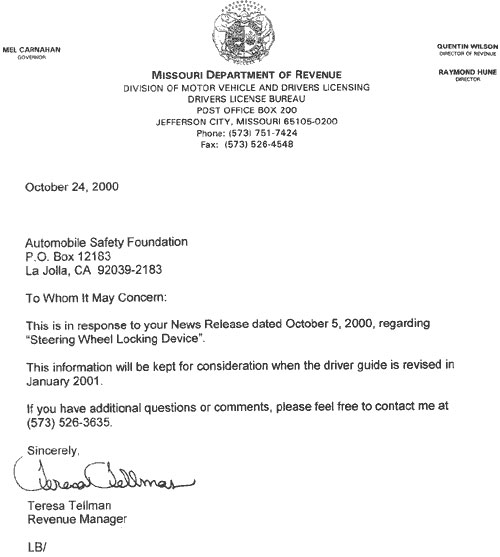 MEL CARNAHAN
GOVERNOR
QUENTIN WILSON
DIRECTOR OF REVENUE
RAYMOND HUNE
DIRECTOR
MISSOURI DEPARTMENT OF REVENUE
DIVISION OF MOTOR VEHICLE AND DRIVERS LICENSING
DRIVERS LICENSE BUREAU
POST OFFICE BOX 200
JEFFERSON CITY, MISSOURI 65105-0200
Phone: (573) 751-7424
Fax: (573) 526-4548
October 24, 2000
Automobile Safety Foundation
P.O. Box 12183
La Jolla, CA 92039-2183
To Whom It May Concern:
This is in response to your News Release dated October 5, 2000, regarding
“Steering Wheel Locking Device”.
This information will be kept for consideration when the driver guide is revised in
January 2001.
If you have additional questions or comments, please feel free to contact me at
(573) 526-3635.
Sincerely,
Teresa Tellman
Teresa Tellman
Revenue Manager
LB/